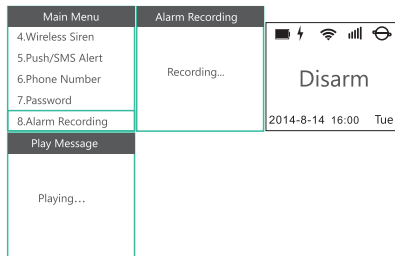 Main Menu
4.Wireless Siren
5.Push/SMS Alert
6.Phone Number
7.Password
8.Alarm Recording
Alarm Recording
Recording...
Disarm
2014-8-14 16:00 Tue
Play Message
Playing...